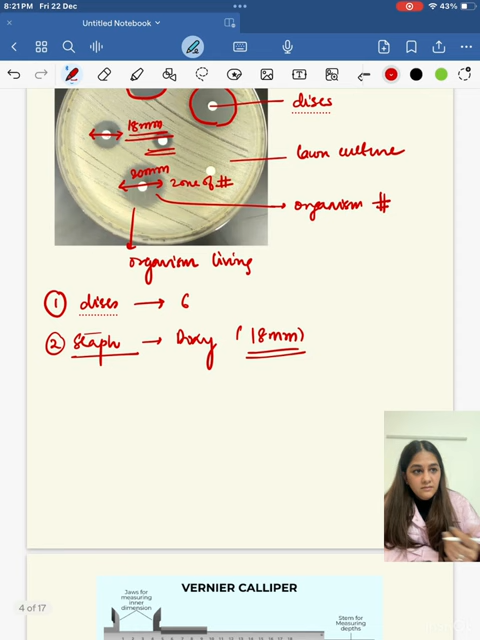 8:21PM Fri 22 Dec
43%
Untitled Notebook
discs
18mm
lawn culture
20mm zone of #
organism #
organism living
① discs → 6
② Staph → Doxy (18mm)
VERNIER CALLIPER
Jaws for
measuring
inner
dimension
Stem for
Measuring
depths
4 of 17